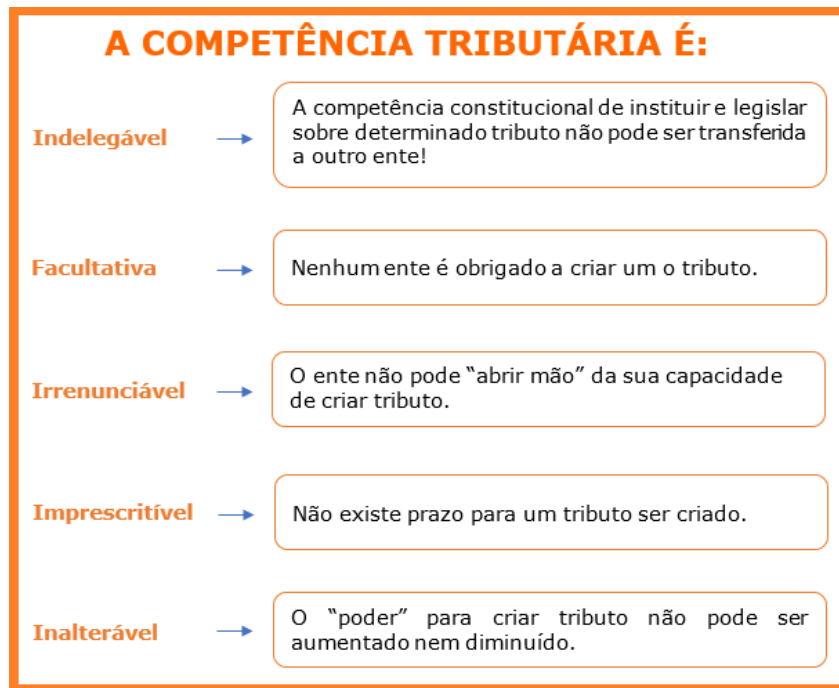 A COMPETÊNCIA TRIBUTÁRIA É:
Indelegável
A competência constitucional de instituir e legislar
sobre determinado tributo não pode ser transferida
a outro ente!
Facultativa
Nenhum ente é obrigado a criar um o tributo.
Irrenunciável
O ente não pode “abrir mão” da sua capacidade
de criar tributo.
Imprescritível
Não existe prazo para um tributo ser criado.
Inalterável
O “poder” para criar tributo não pode ser
aumentado nem diminuído.